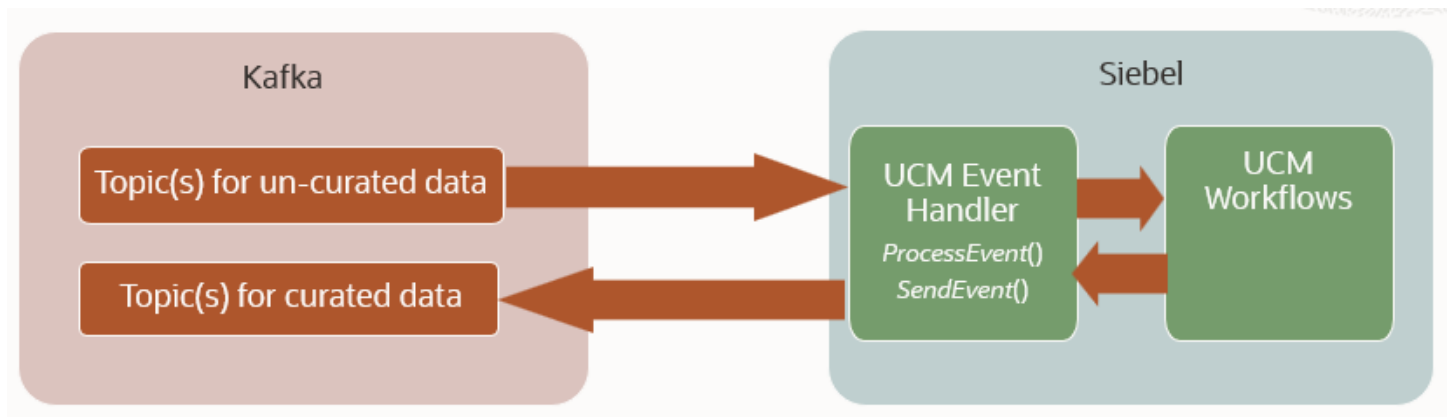 Kafka
Topic(s) for un-curated data
Topic(s) for curated data
Siebel
UCM Event
Handler
ProcessEvent()
SendEvent()
UCM
Workflows